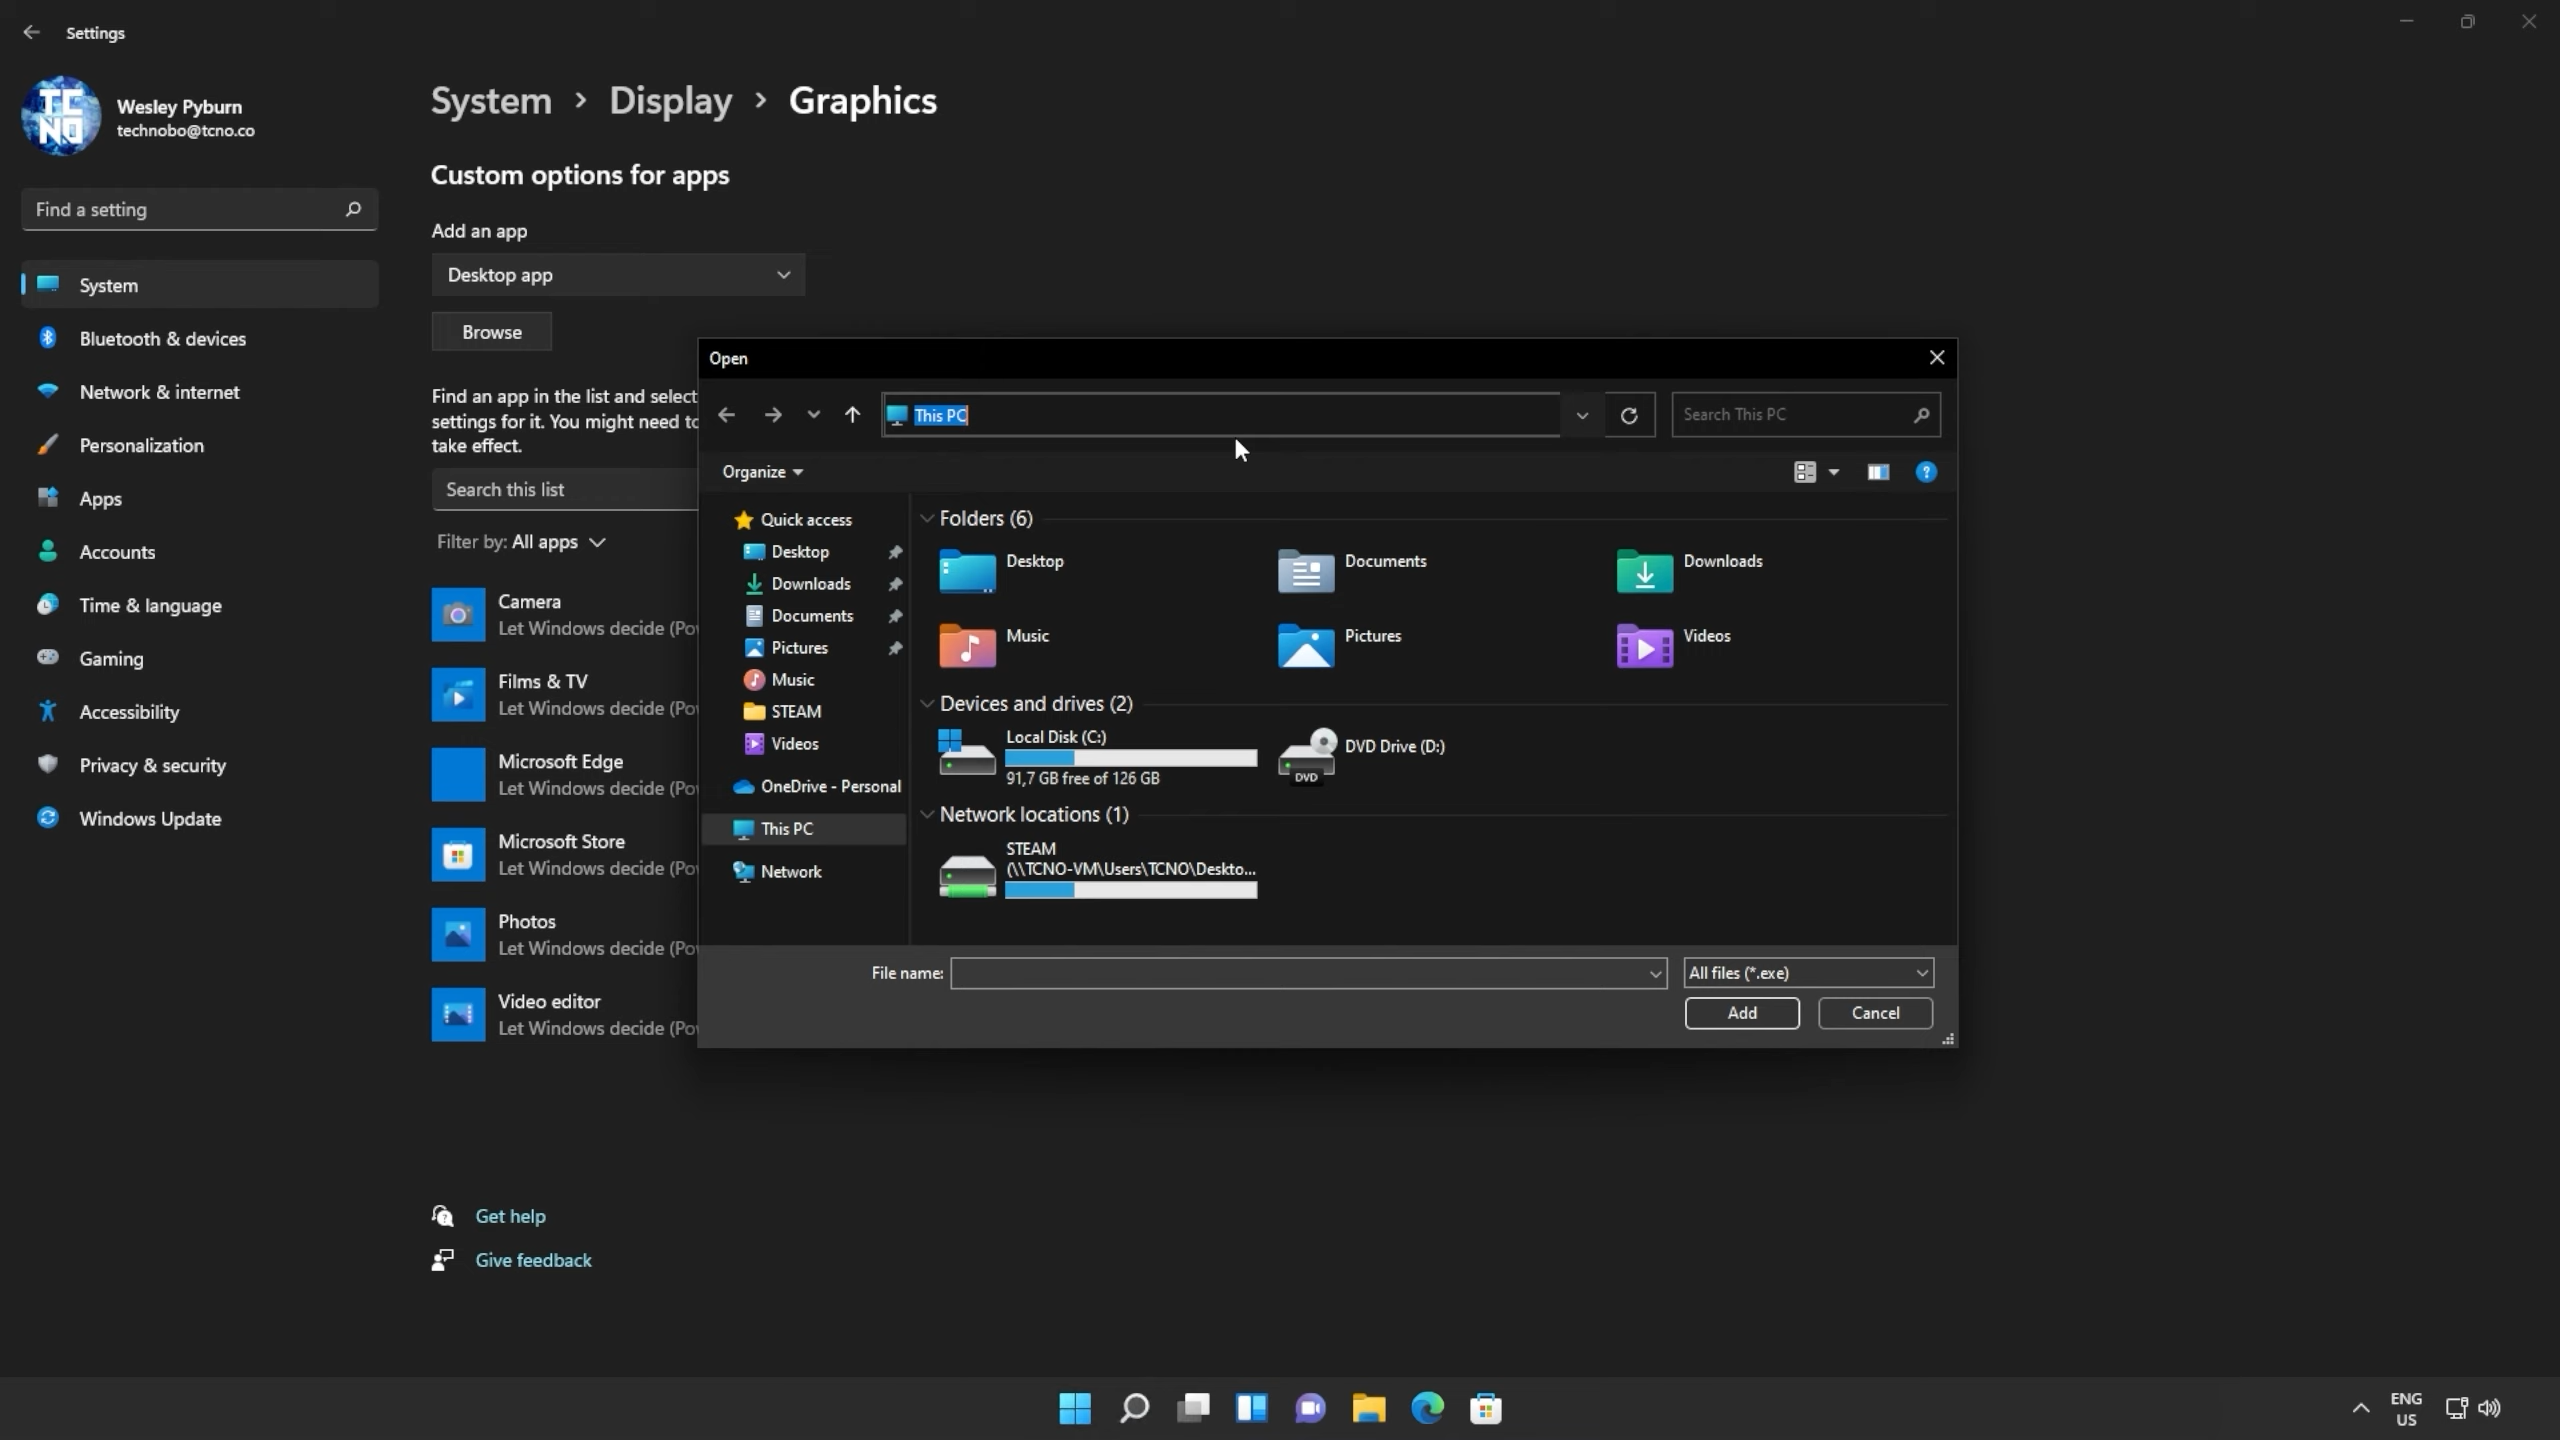 Settings
TC
NO
Wesley Pyburn
technobo@tcno.co
Find a setting
System
Bluetooth & devices
Network & internet
Personalization
Apps
Accounts
Time & language
Gaming
Accessibility
Privacy & security
Windows Update
System > Display > Graphics
Custom options for apps
Add an app
Desktop app
Browse
Find an app in the list and select
settings for it. You might need to
take effect.
Search this list
Filter by: All apps
Camera
Let Windows decide (Pow
Films & TV
Let Windows decide (Pow
Microsoft Edge
Let Windows decide (Pow
Microsoft Store
Let Windows decide (Pow
Photos
Let Windows decide (Pow
Video editor
Let Windows decide (Pow
Get help
Give feedback
Open
This PC
Search This PC
Organize
Quick access
Desktop
Downloads
Documents
Pictures
Music
STEAM
Videos
OneDrive - Personal
This PC
Network
Folders (6)
Desktop
Documents
Downloads
Music
Pictures
Videos
Devices and drives (2)
Local Disk (C:)
91,7 GB free of 126 GB
DVD Drive (D:)
DVD
Network locations (1)
STEAM
(\\TCNO-VM\Users\TCNO\Deskto...
File name:
All files (*.exe)
Add
Cancel
ENG
US